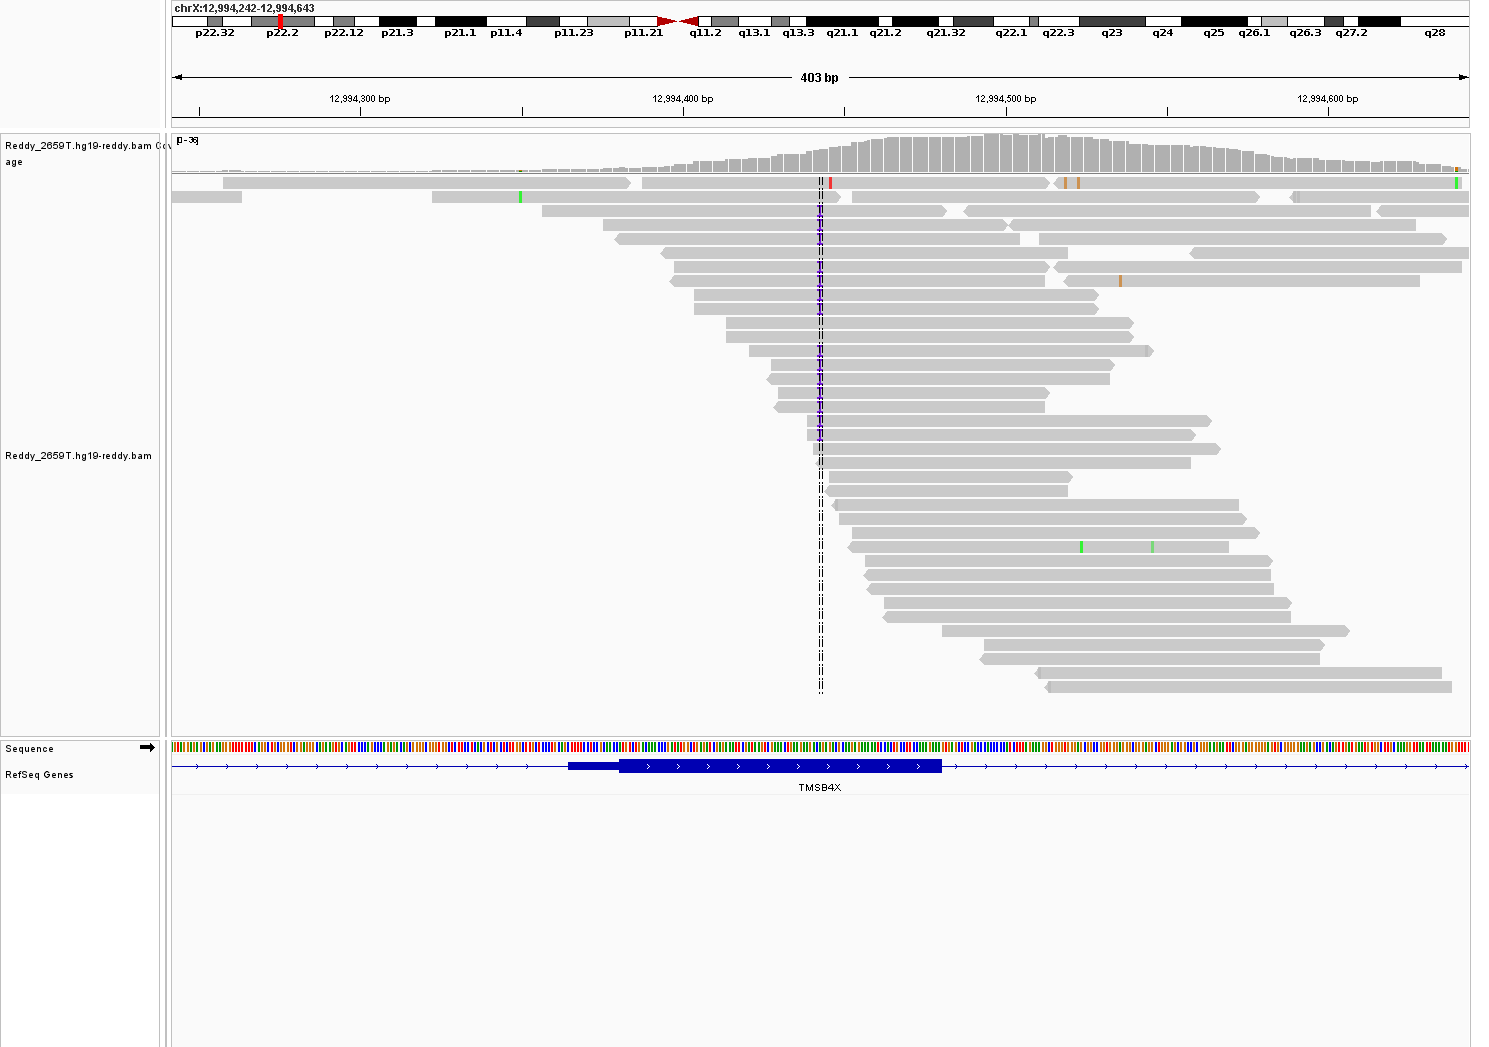 chrX:12,994,242-12,994,643
p22.32 p22.2 p22.12 p21.3 p21.1 p11.4 p11.23 p11.21 q11.2 q13.1 q13.3 q21.1 q21.2 q21.32 q22.1 q22.3 q23 q24 q25 q26.1 q26.3 q27.2 q28
403 bp
12,994,300 bp 12,994,400 bp 12,994,500 bp 12,994,600 bp
[0-36]
Reddy_2659T.hg19-reddy.bam Cov
age
Reddy_2659T.hg19-reddy.bam
Sequence
RefSeq Genes
TMSB4X